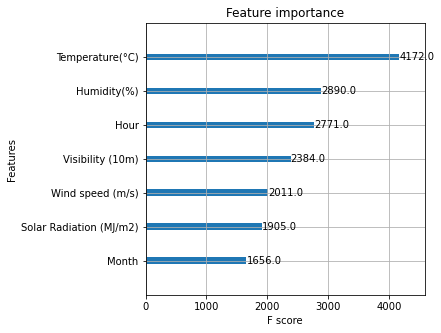 Feature importance
Features
Temperature(°C) 4172.0
Humidity(%) 2890.0
Hour 2771.0
Visibility (10m) 2384.0
Wind speed (m/s) 2011.0
Solar Radiation (MJ/m2) 1905.0
Month 1656.0
0 1000 2000 3000 4000
F score